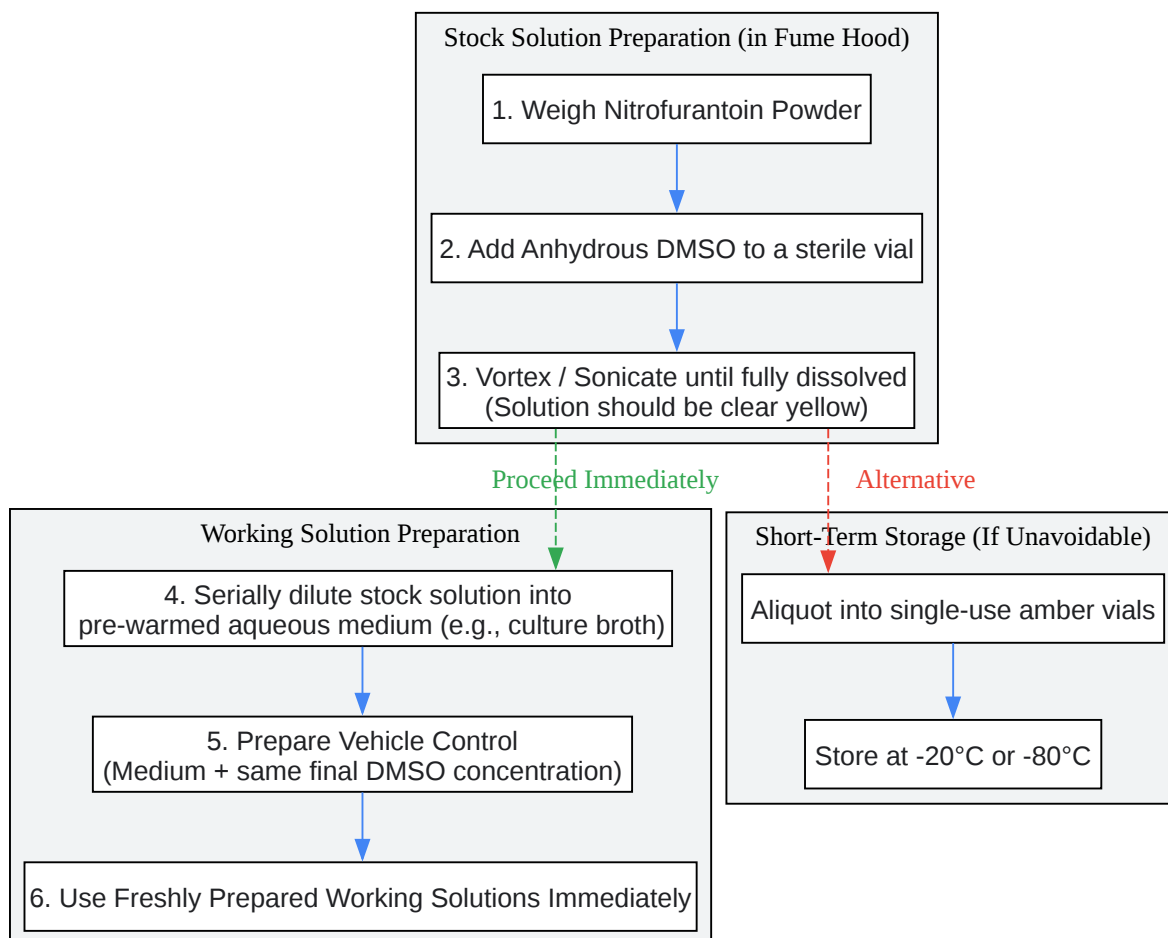 Stock Solution Preparation (in Fume Hood)
1. Weigh Nitrofurantoin Powder
2. Add Anhydrous DMSO to a sterile vial
3. Vortex / Sonicate until fully dissolved
(Solution should be clear yellow)
Proceed Immediately
Alternative
Working Solution Preparation
4. Serially dilute stock solution into
pre-warmed aqueous medium (e.g., culture broth)
5. Prepare Vehicle Control
(Medium + same final DMSO concentration)
6. Use Freshly Prepared Working Solutions Immediately
Short-Term Storage (If Unavoidable)
Aliquot into single-use amber vials
Store at -20°C or -80°C